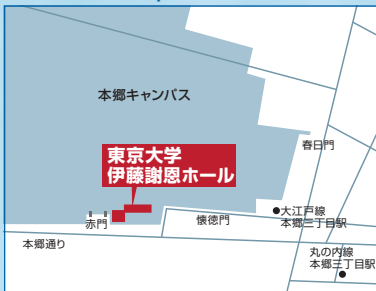 本郷キャンパス
春日門
東京大学
伊藤謝恩ホール
赤門
懐徳門
大江戸線
本郷三丁目駅
本郷通り
丸の内線
本郷三丁目駅